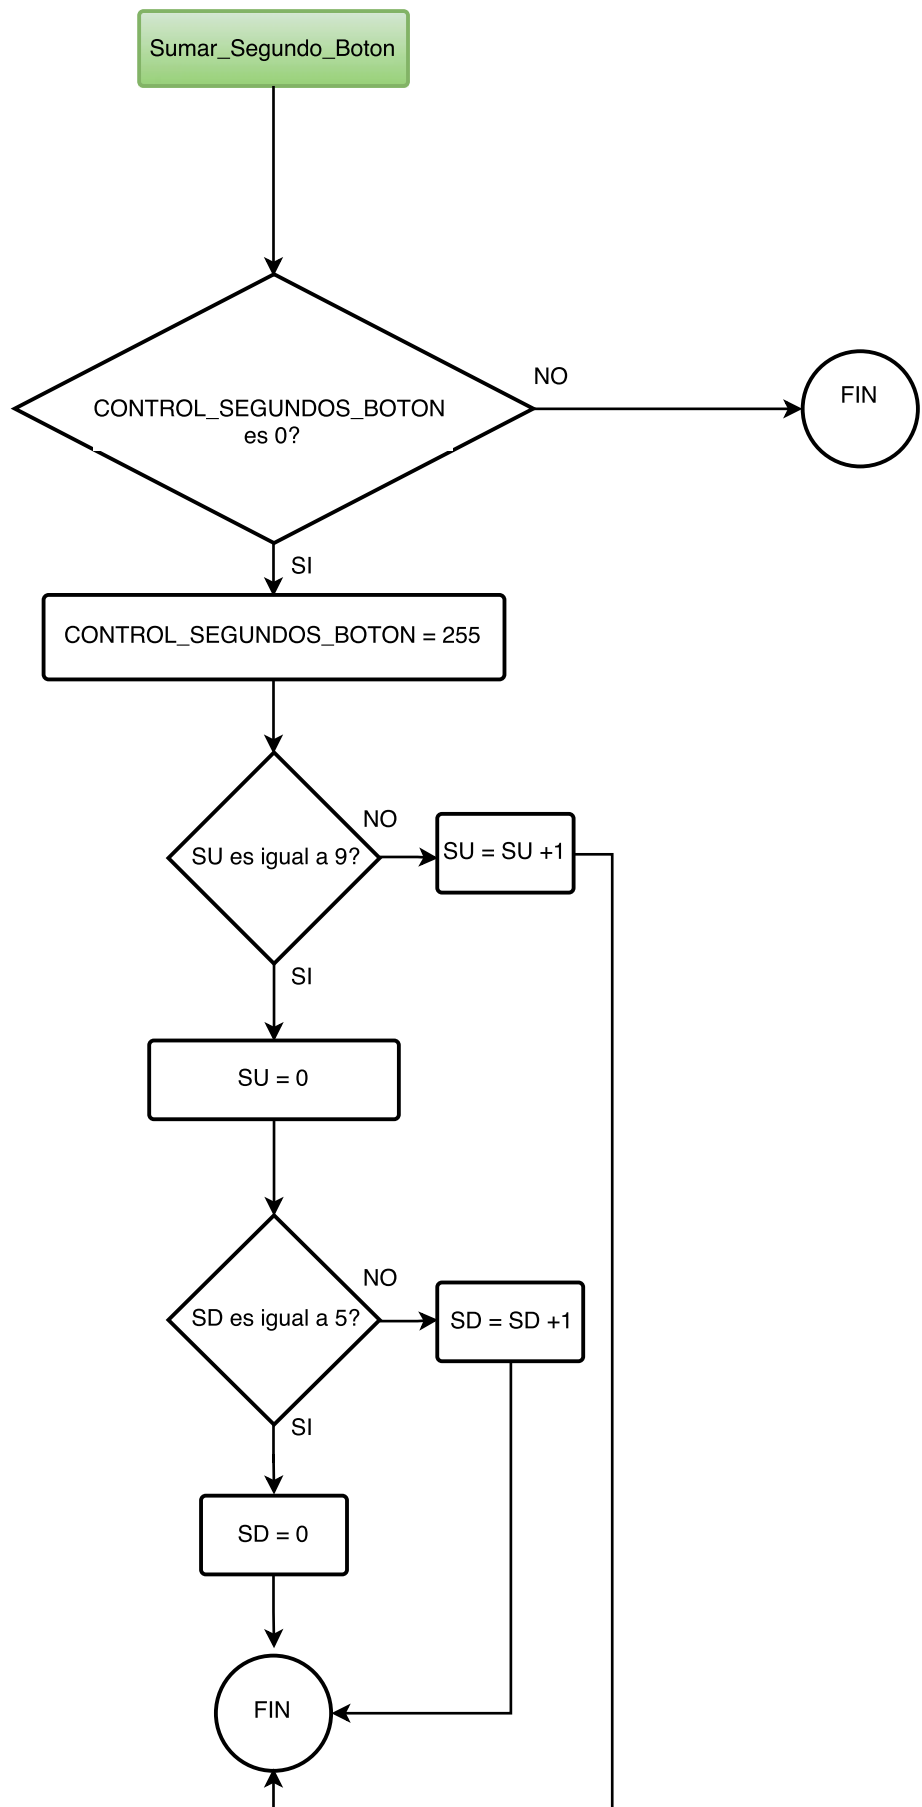 Sumar_Segundo_Boton
CONTROL_SEGUNDOS_BOTON
es 0?
NO
FIN
SI
CONTROL_SEGUNDOS_BOTON = 255
SU es igual a 9?
NO
SU = SU +1
SI
SU = 0
SD es igual a 5?
NO
SD = SD +1
SI
SD = 0
FIN